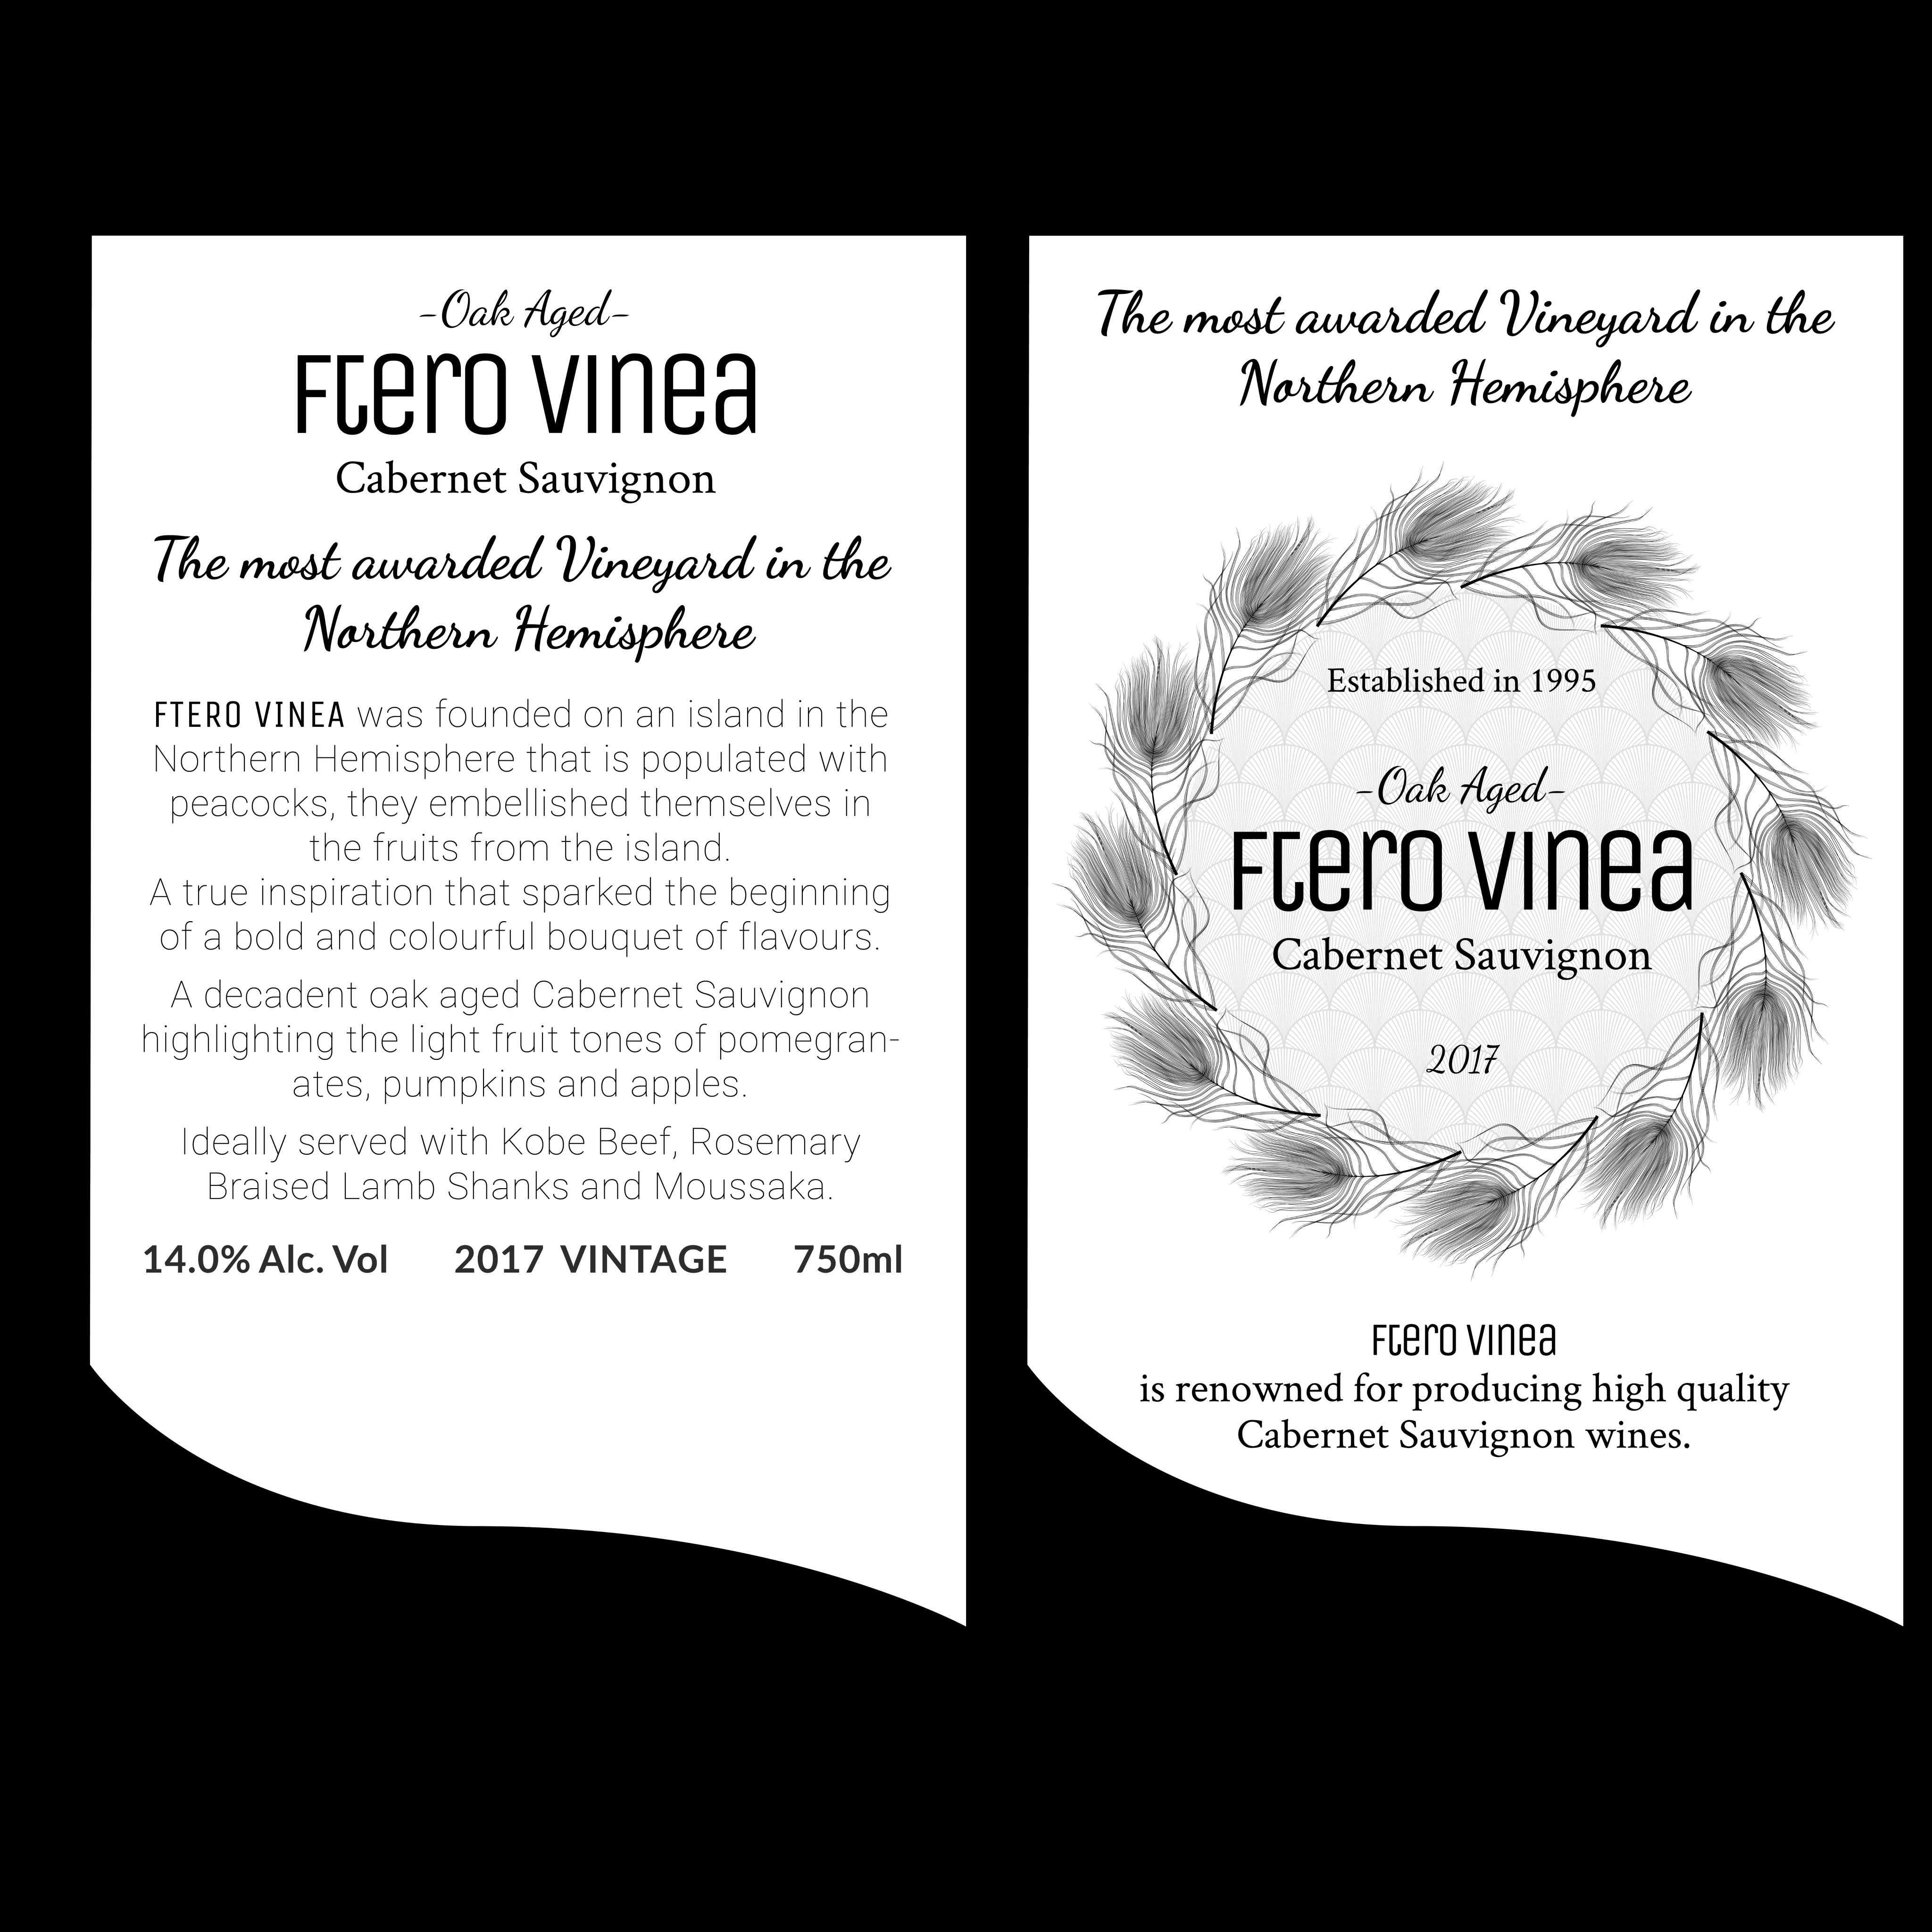 -Oak Aged-
Ftero Vinea
Cabernet Sauvignon
The most awarded Vineyard in the
Northern Hemisphere
FTERO VINEA was founded on an island in the
Northern Hemisphere that is populated with
peacocks, they embellished themselves in
the fruits from the island.
A true inspiration that sparked the beginning
of a bold and colourful bouquet of flavours.
A decadent oak aged Cabernet Sauvignon
highlighting the light fruit tones of pomegran-
ates, pumpkins and apples.
Ideally served with Kobe Beef, Rosemary
Braised Lamb Shanks and Moussaka.
14.0% Alc. Vol 2017 VINTAGE 750ml
The most awarded Vineyard in the
Northern Hemisphere
Established in 1995
-Oak Aged-
Ftero Vinea
Cabernet Sauvignon
2017
Ftero Vinea
is renowned for producing high quality
Cabernet Sauvignon wines.